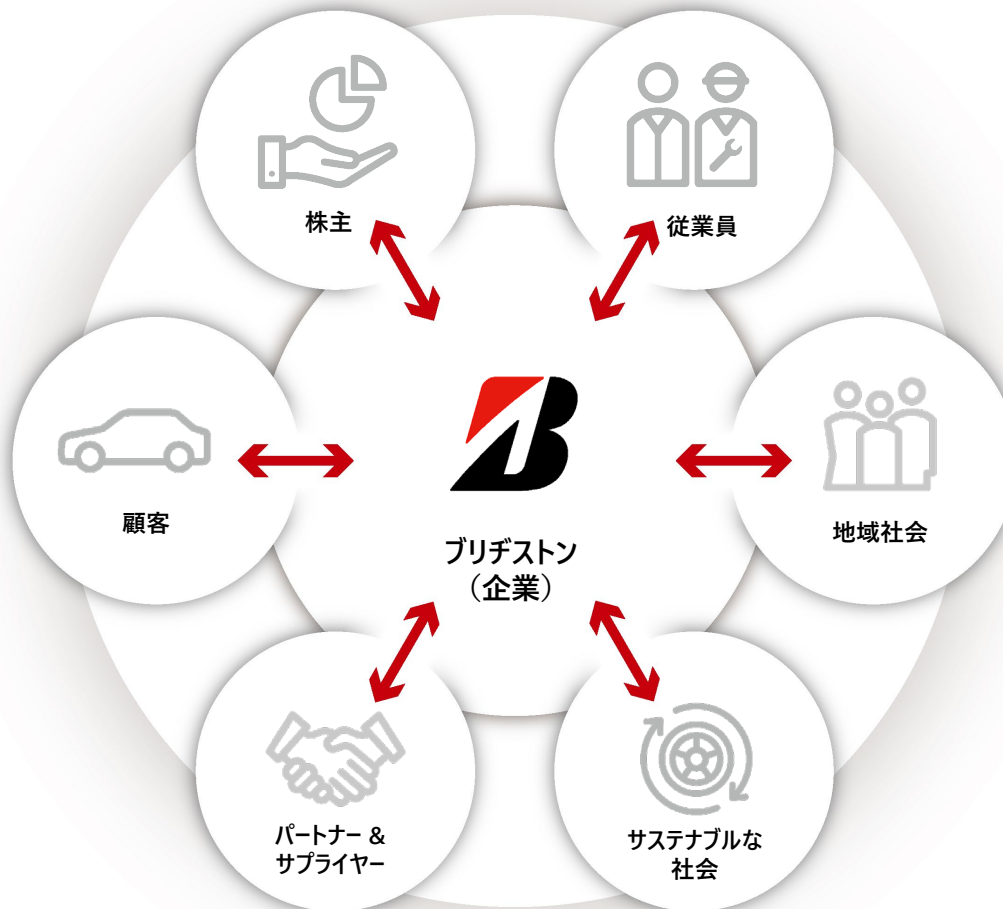 株主
従業員
顧客
ブリヂストン
（企業）
地域社会
パートナー &
サプライヤー
サステナブルな
社会